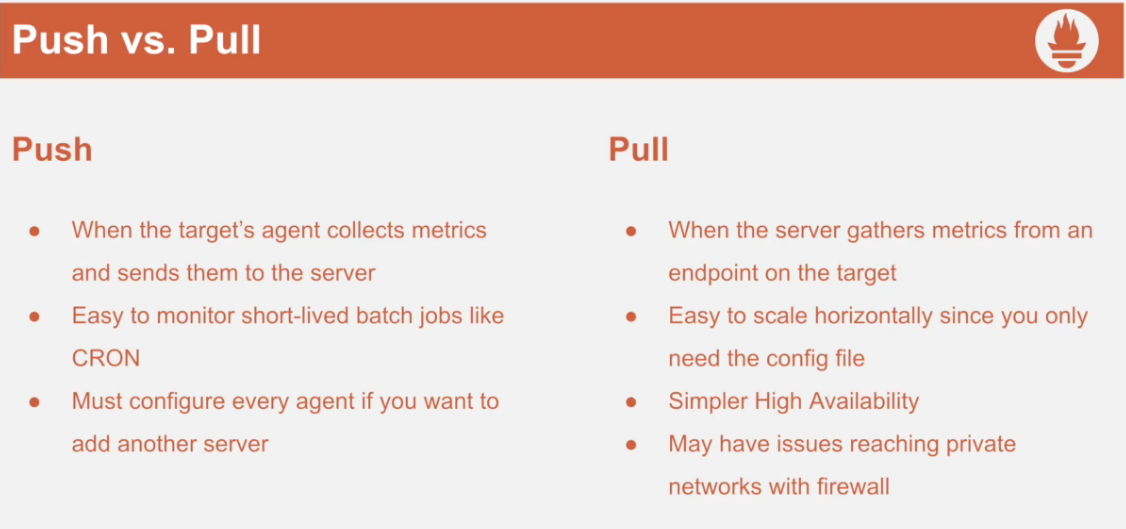 Push vs. Pull
Push
● When the target's agent collects metrics
and sends them to the server
● Easy to monitor short-lived batch jobs like
CRON
● Must configure every agent if you want to
add another server
Pull
● When the server gathers metrics from an
endpoint on the target
● Easy to scale horizontally since you only
need the config file
● Simpler High Availability
● May have issues reaching private
networks with firewall